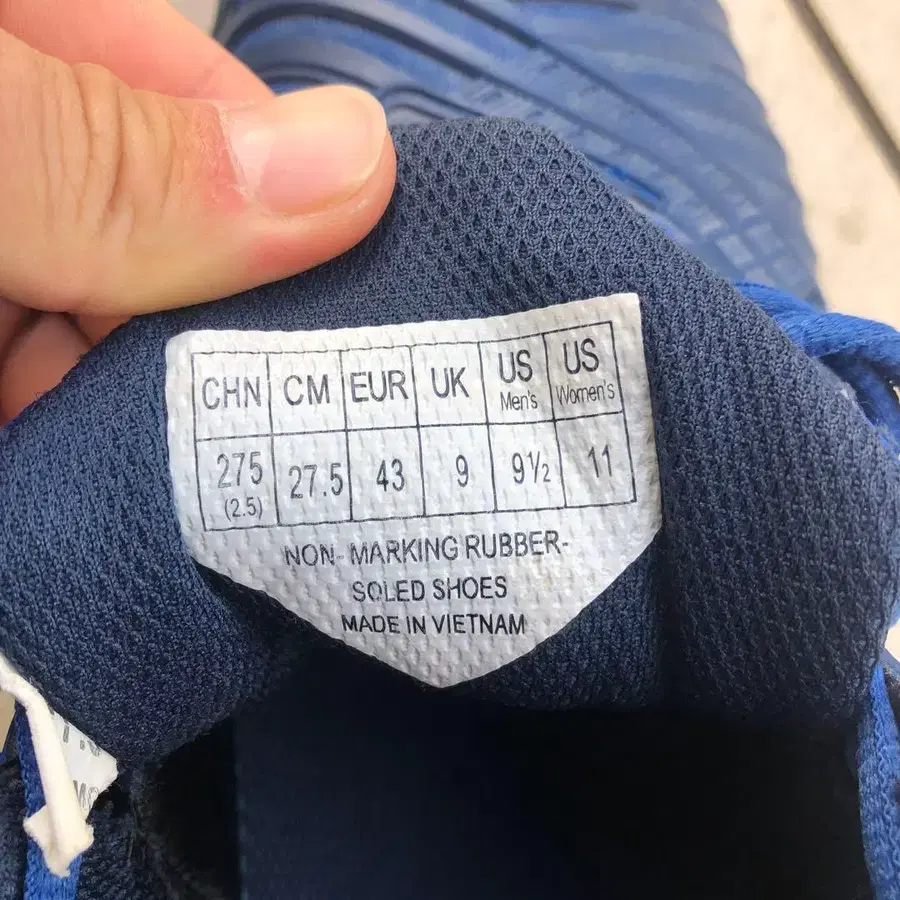 CHN CM EUR UK US Men's US Women's
275 (2.5) 27.5 43 9 9½ 11
NON-MARKING RUBBER-
SOLED SHOES
MADE IN VIETNAM